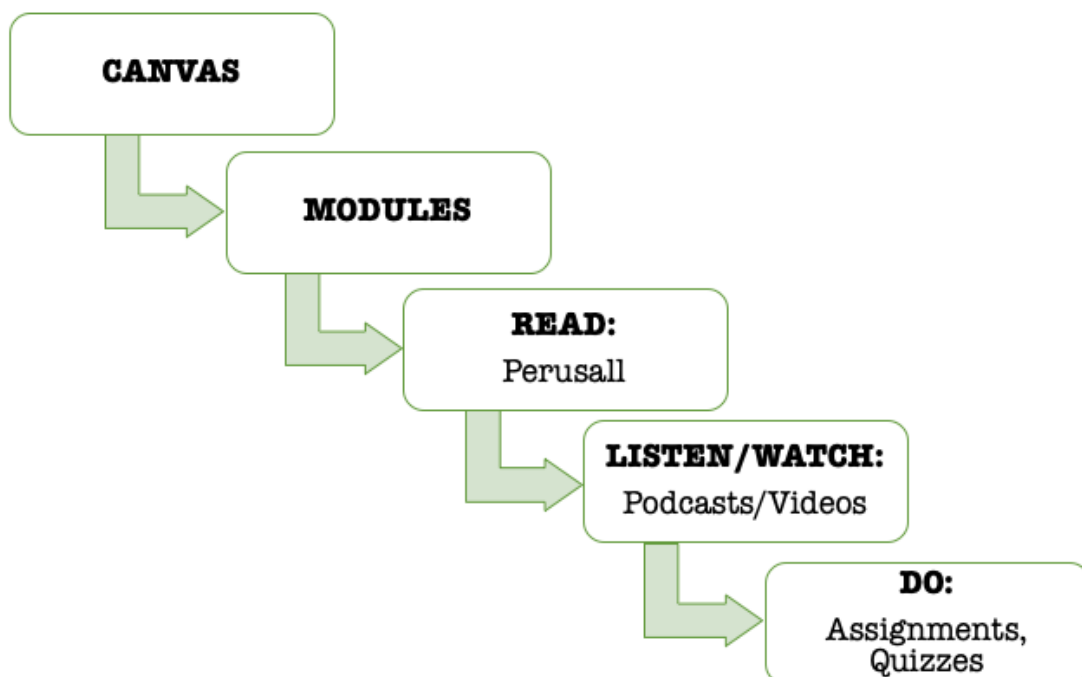 CANVAS
MODULES
READ:
Perusall
LISTEN/WATCH:
Podcasts/Videos
DO:
Assignments,
Quizzes